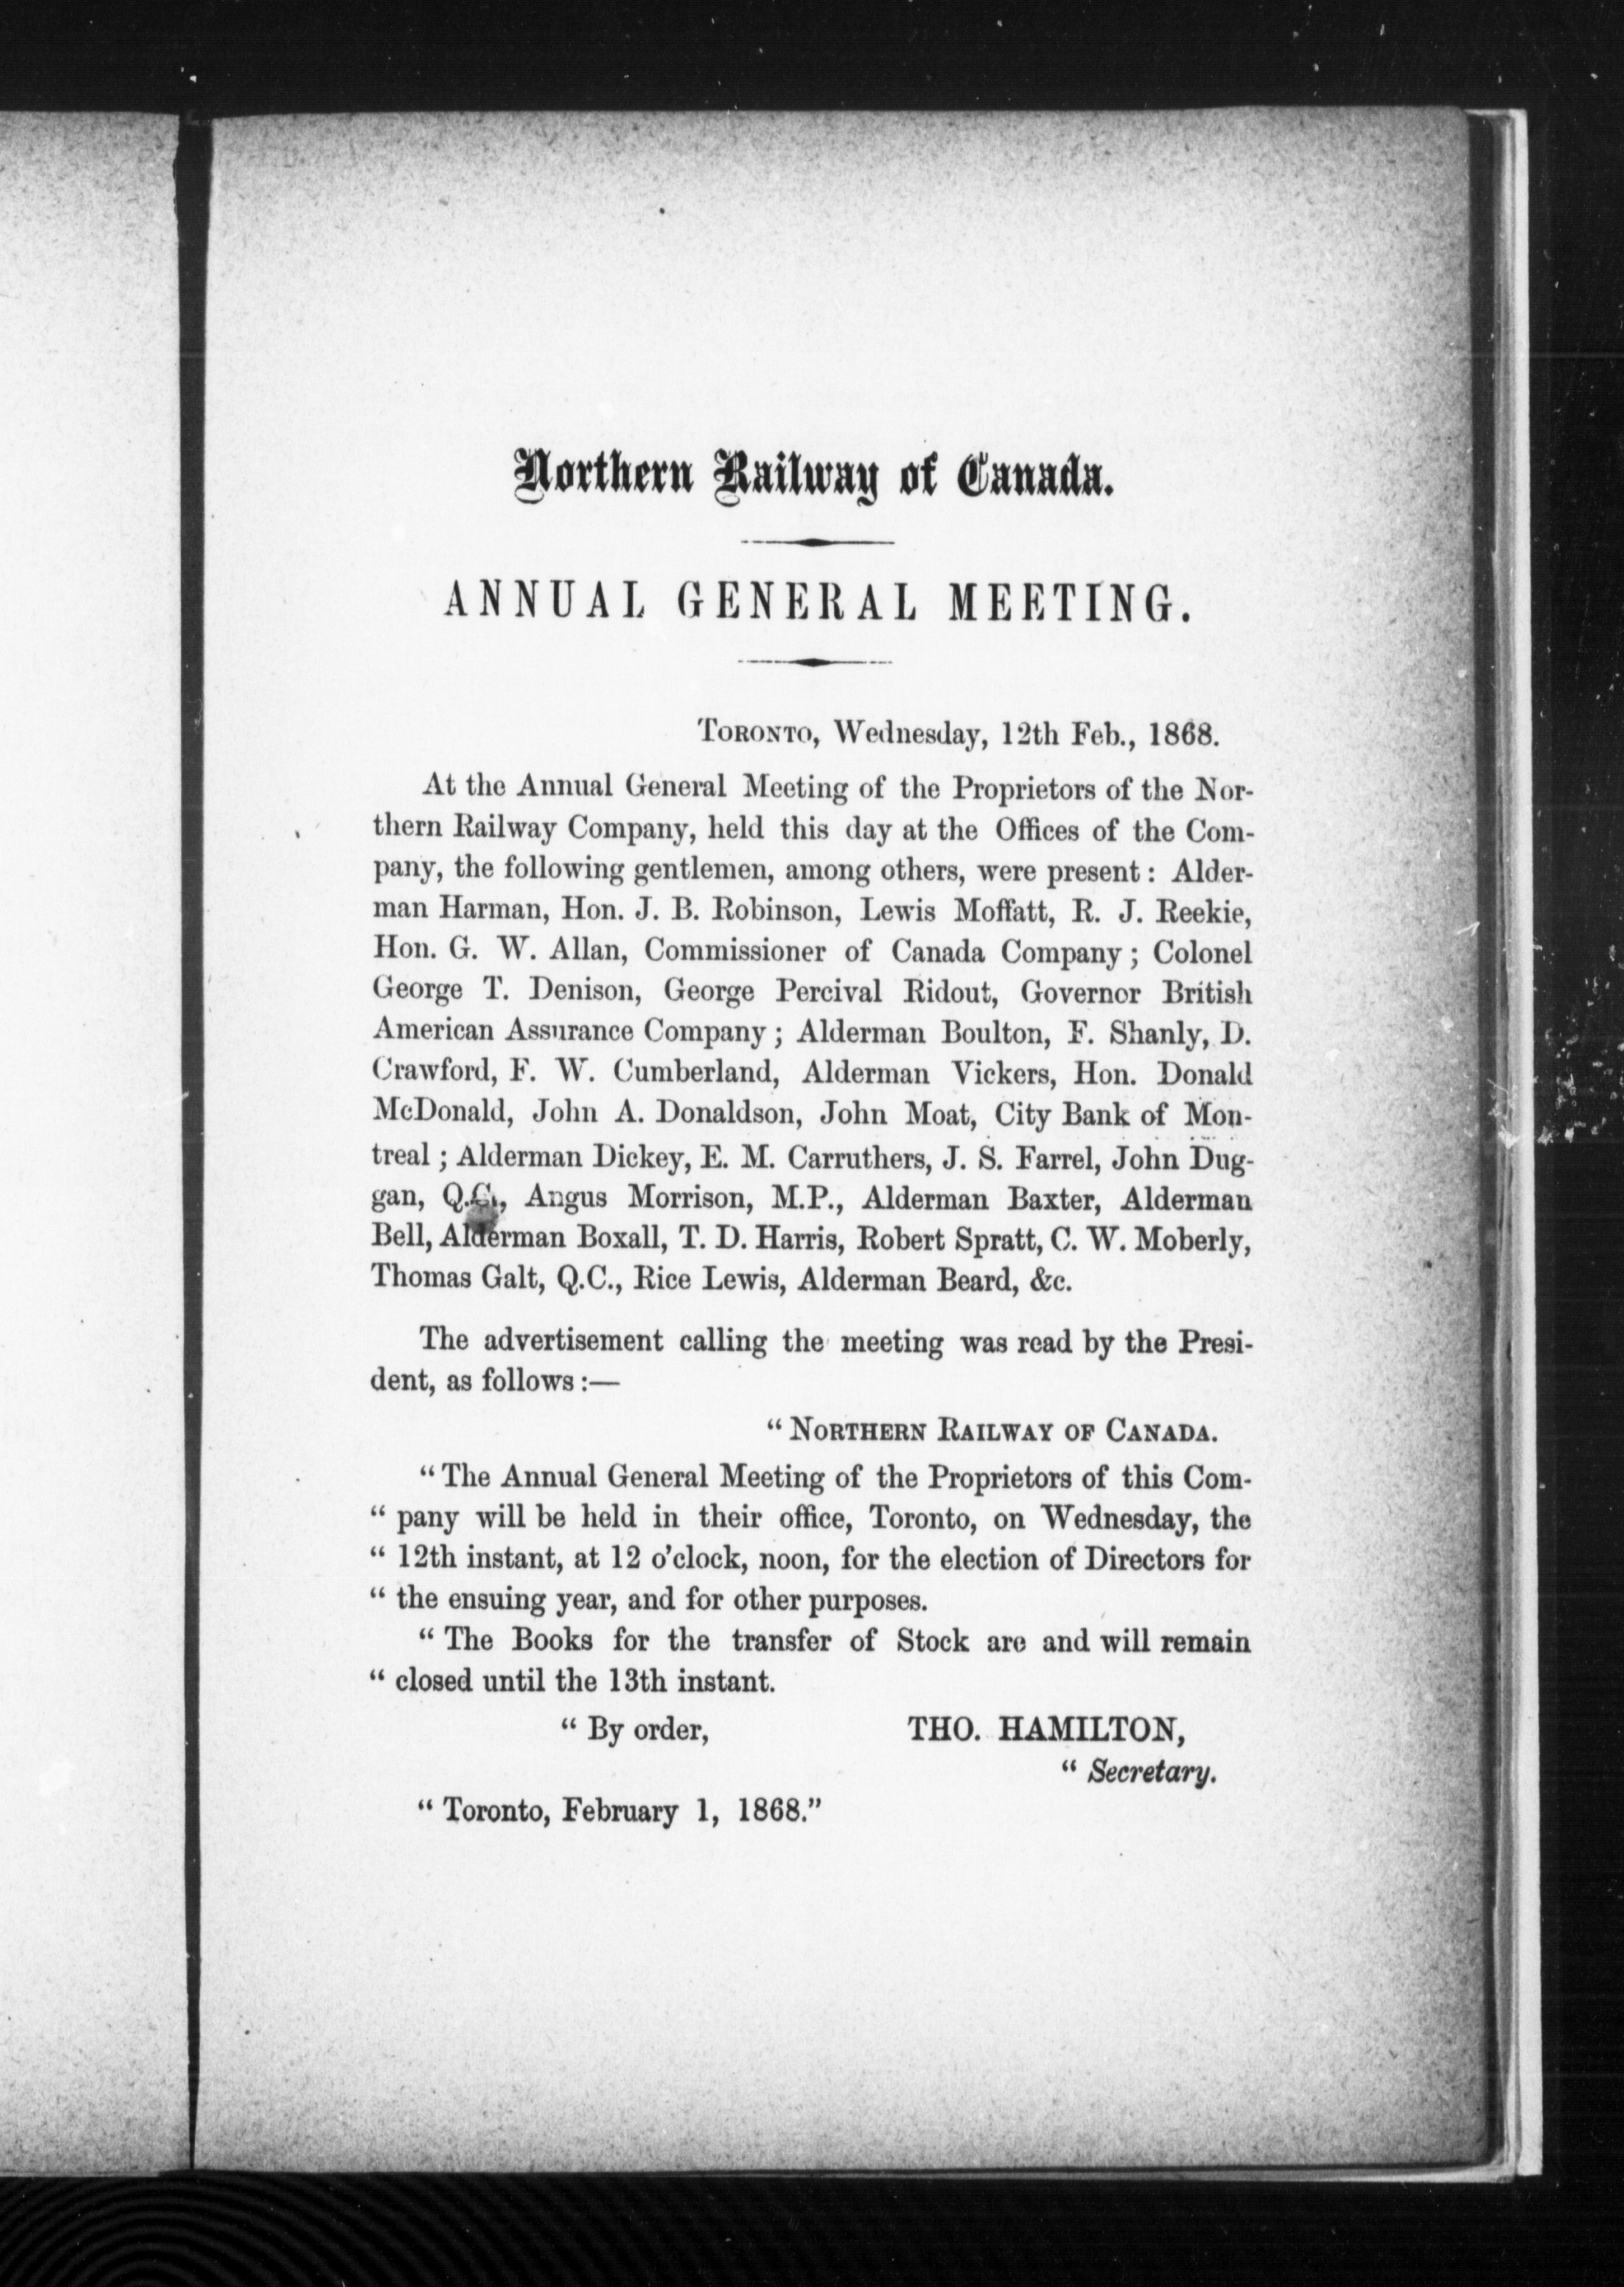 Northern Railway of Canada.
ANNUAL GENERAL MEETING.
TORONTO, Wednesday, 12th Feb., 1868.
At the Annual General Meeting of the Proprietors of the Nor-
thern Railway Company, held this day at the Offices of the Com-
pany, the following gentlemen, among others, were present : Alder-
man Harman, Hon. J. B. Robinson, Lewis Moffatt, R. J. Reekie,
Hon. G. W. Allan, Commissioner of Canada Company ; Colonel
George T. Denison, George Percival Ridout, Governor British
American Assurance Company ; Alderman Boulton, F. Shanly, D.
Crawford, F. W. Cumberland, Alderman Vickers, Hon. Donald
McDonald, John A. Donaldson, John Moat, City Bank of Mon-
treal ; Alderman Dickey, E. M. Carruthers, J. S. Farrel, John Dug-
gan, Q.C., Angus Morrison, M.P., Alderman Baxter, Alderman
Bell, Alderman Boxall, T. D. Harris, Robert Spratt, C. W. Moberly,
Thomas Galt, Q.C., Rice Lewis, Alderman Beard, &c.
The advertisement calling the meeting was read by the Presi-
dent, as follows :—
“ NORTHERN RAILWAY OF CANADA.
“ The Annual General Meeting of the Proprietors of this Com-
“ pany will be held in their office, Toronto, on Wednesday, the
“ 12th instant, at 12 o’clock, noon, for the election of Directors for
“ the ensuing year, and for other purposes.
“ The Books for the transfer of Stock are and will remain
“ closed until the 13th instant.
“ By order, THO. HAMILTON,
“ Secretary.
“ Toronto, February 1, 1868.”